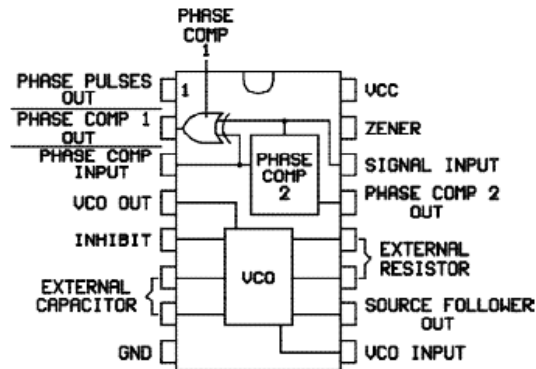 PHASE
COMP
1
PHASE PULSES
OUT
1
VCC
PHASE COMP 1
OUT
ZENER
PHASE COMP
INPUT
PHASE
COMP
2
SIGNAL INPUT
VCO OUT
PHASE COMP 2
OUT
INHIBIT
VCO
EXTERNAL
RESISTOR
EXTERNAL
CAPACITOR
SOURCE FOLLOWER
OUT
GND
VCO INPUT